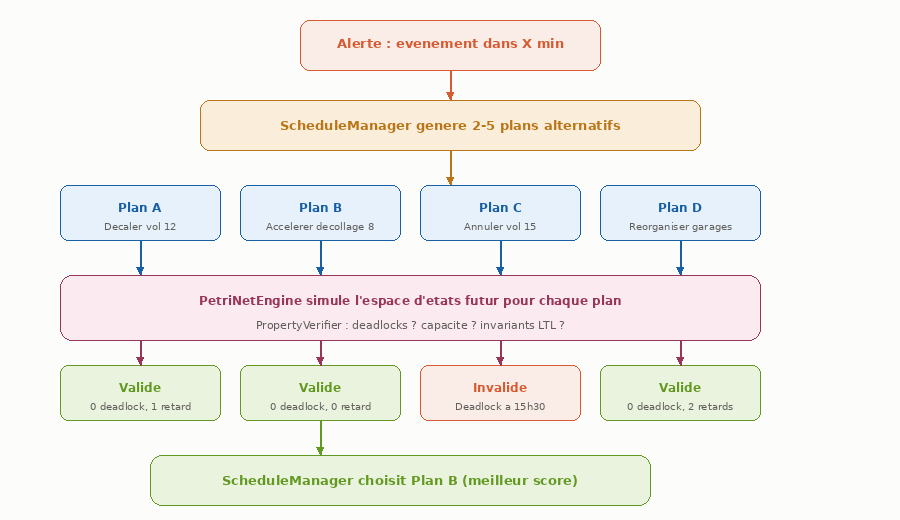 Alerte : evenement dans X min
ScheduleManager genere 2-5 plans alternatifs
Plan A
Decaler vol 12
Plan B
Accelerer decollage 8
Plan C
Annuler vol 15
Plan D
Reorganiser garages
PetriNetEngine simule l'espace d'etats futur pour chaque plan
PropertyVerifier : deadlocks ? capacite ? invariants LTL ?
Valide
0 deadlock, 1 retard
Valide
0 deadlock, 0 retard
Invalide
Deadlock a 15h30
Valide
0 deadlock, 2 retards
ScheduleManager choisit Plan B (meilleur score)